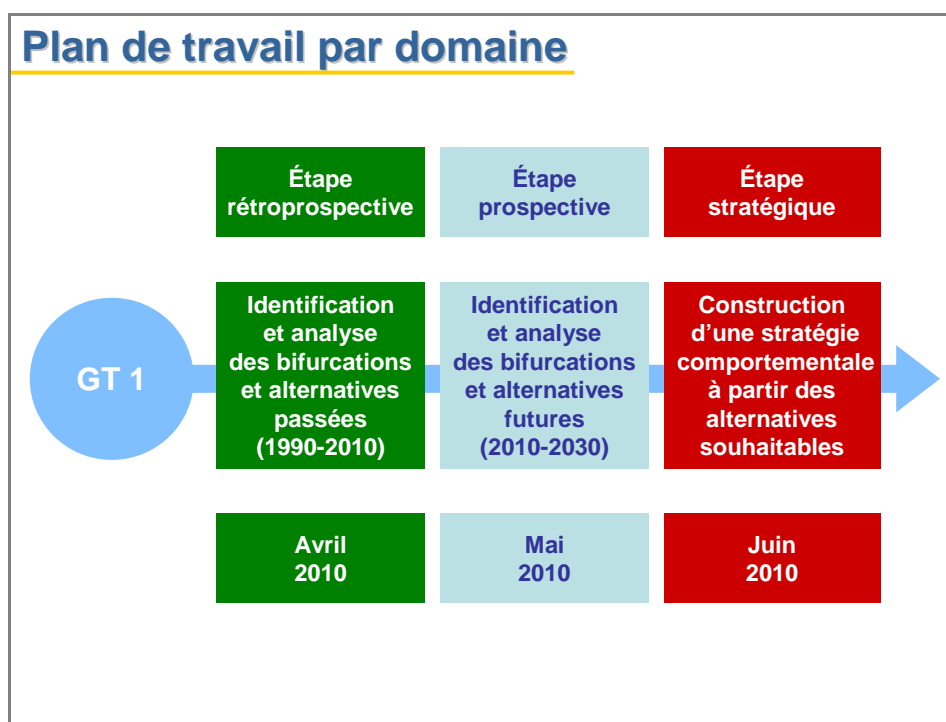 Plan de travail par domaine
Étape
rétroprospective
Étape
prospective
Étape
stratégique
GT 1
Identification
et analyse
des bifurcations
et alternatives
passées
(1990-2010)
Identification
et analyse
des bifurcations
et alternatives
futures
(2010-2030)
Construction
d’une stratégie
comportementale
à partir des
alternatives
souhaitables
Avril
2010
Mai
2010
Juin
2010